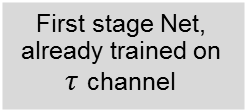 First stage Net,
already trained on
τ channel